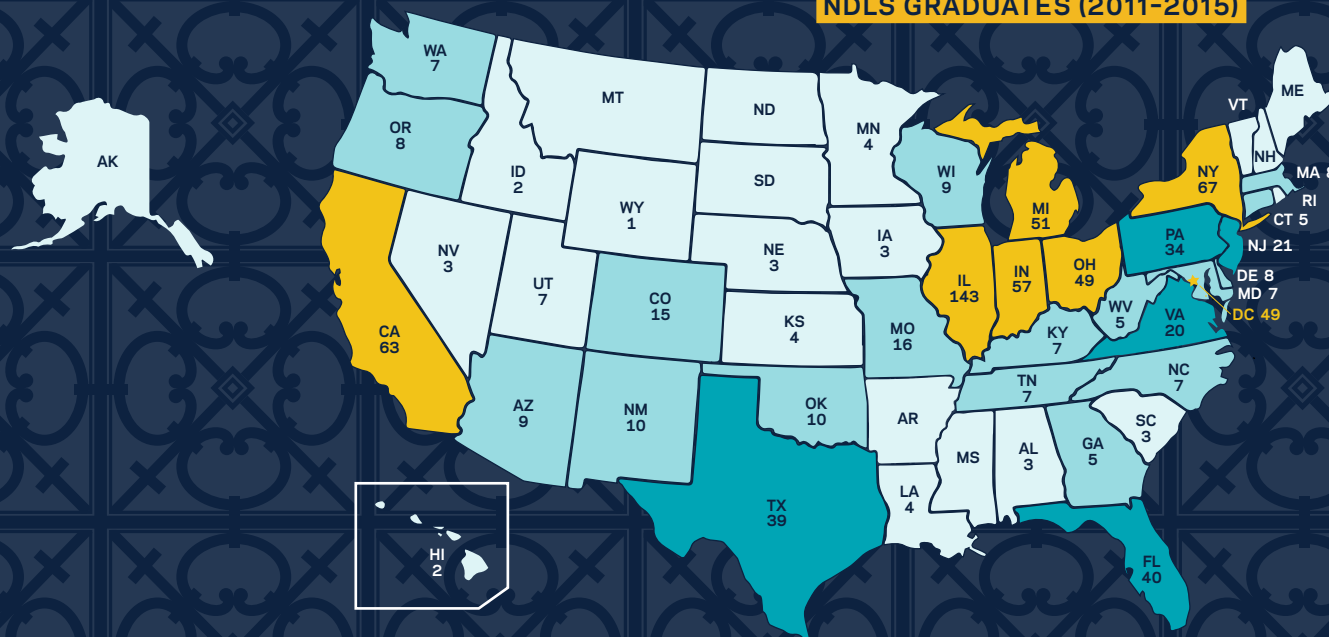 NDLS GRADUATES (2011-2015)
WA
7
OR
8
CA
63
AK
HI
2
ID
2
NV
3
MT
WY
1
UT
7
AZ
9
CO
15
NM
10
ND
SD
NE
3
KS
4
OK
10
TX
39
MN
4
IA
3
MO
16
AR
LA
4
WI
9
IL
143
MS
MI
51
IN
57
KY
7
TN
7
AL
3
OH
49
WV
5
GA
5
FL
40
SC
3
NC
7
VA
20
PA
34
NY
67
VT
NH
ME
MA 8
RI
CT 5
NJ 21
DE 8
MD 7
DC 49